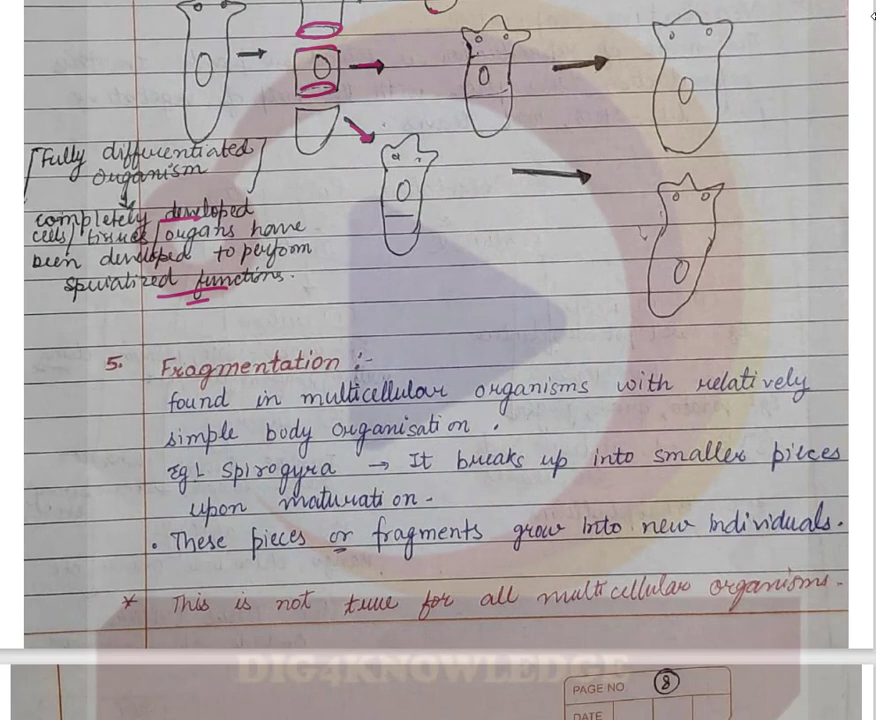 Fully differentiated
Organism
completely developed
cells/tissues/organs have
been developed to perform
spcialized functions.
5. Fragmentation :-
found in multicellular organisms with relatively
simple body Organisation.
Eg! Spirogyra → It breaks up into smaller pieces
upon maturation.
. These pieces or fragments grow into new individuals.
* This is not true for all multicellular organisms.
DIG4KNOWLEDGE
PAGE NO 8
DATE